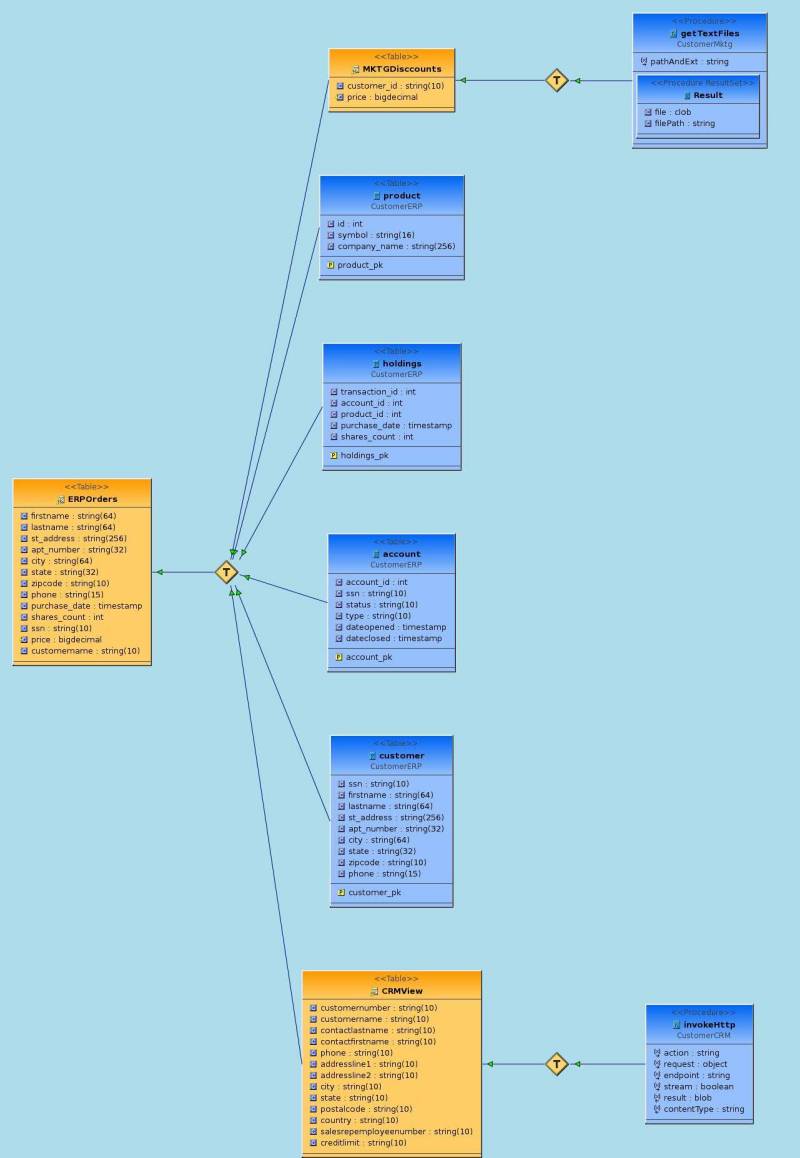 <<Procedure>>
getTextFiles
CustomerMktg
pathAndExt : string
<<Procedure ResultSet>>
Result
file : clob
filePath : string
<<Table>>
MKTGDisccounts
customer_id : string(10)
price : bigdecimal
T
<<Table>>
product
CustomerERP
id : int
symbol : string(16)
company_name : string(256)
product_pk
<<Table>>
holdings
CustomerERP
transaction_id : int
account_id : int
product_id : int
purchase_date : timestamp
shares_count : int
holdings_pk
<<Table>>
ERPOrders
firstname : string(64)
lastname : string(64)
st_address : string(256)
apt_number : string(32)
city : string(64)
state : string(32)
zipcode : string(10)
phone : string(15)
purchase_date : timestamp
shares_count : int
ssn : string(10)
price : bigdecimal
customername : string(10)
T
<<Table>>
account
CustomerERP
account_id : int
ssn : string(10)
status : string(10)
type : string(10)
dateopened : timestamp
dateclosed : timestamp
account_pk
<<Table>>
customer
CustomerERP
ssn : string(10)
firstname : string(64)
lastname : string(64)
st_address : string(256)
apt_number : string(32)
city : string(64)
state : string(32)
zipcode : string(10)
phone : string(15)
customer_pk
<<Table>>
CRMView
customernumber : string(10)
customername : string(10)
contactlastname : string(10)
contactfirstname : string(10)
phone : string(10)
addressline1 : string(10)
addressline2 : string(10)
city : string(10)
state : string(10)
postalcode : string(10)
country : string(10)
salesrepemployeenumber : string(10)
creditlimit : string(10)
T
<<Procedure>>
invokeHttp
CustomerCRM
action : string
request : object
endpoint : string
stream : boolean
result : blob
contentType : string